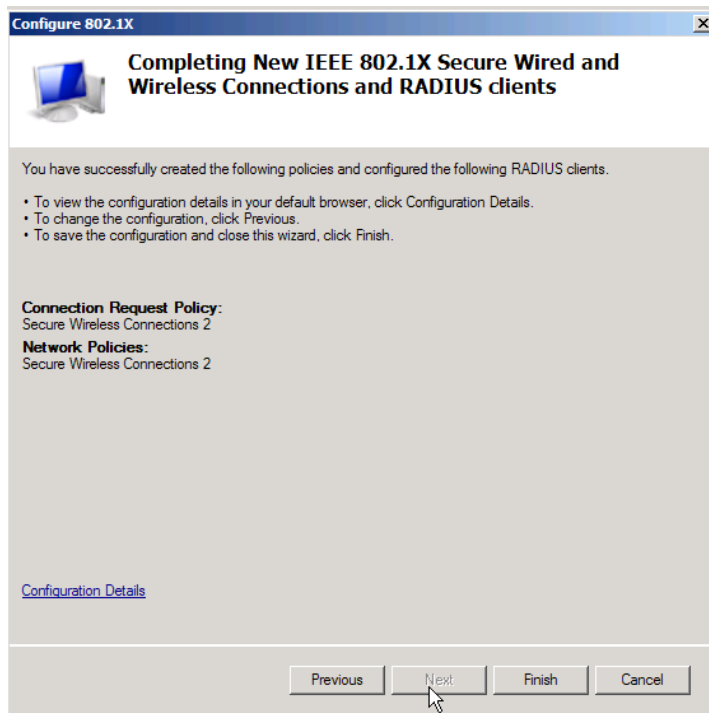 Configure 802.1X
Completing New IEEE 802.1X Secure Wired and
Wireless Connections and RADIUS clients
You have successfully created the following policies and configured the following RADIUS clients.
• To view the configuration details in your default browser, click Configuration Details.
• To change the configuration, click Previous.
• To save the configuration and close this wizard, click Finish.
Connection Request Policy:
Secure Wireless Connections 2
Network Policies:
Secure Wireless Connections 2
Configuration Details
Previous Next Finish Cancel